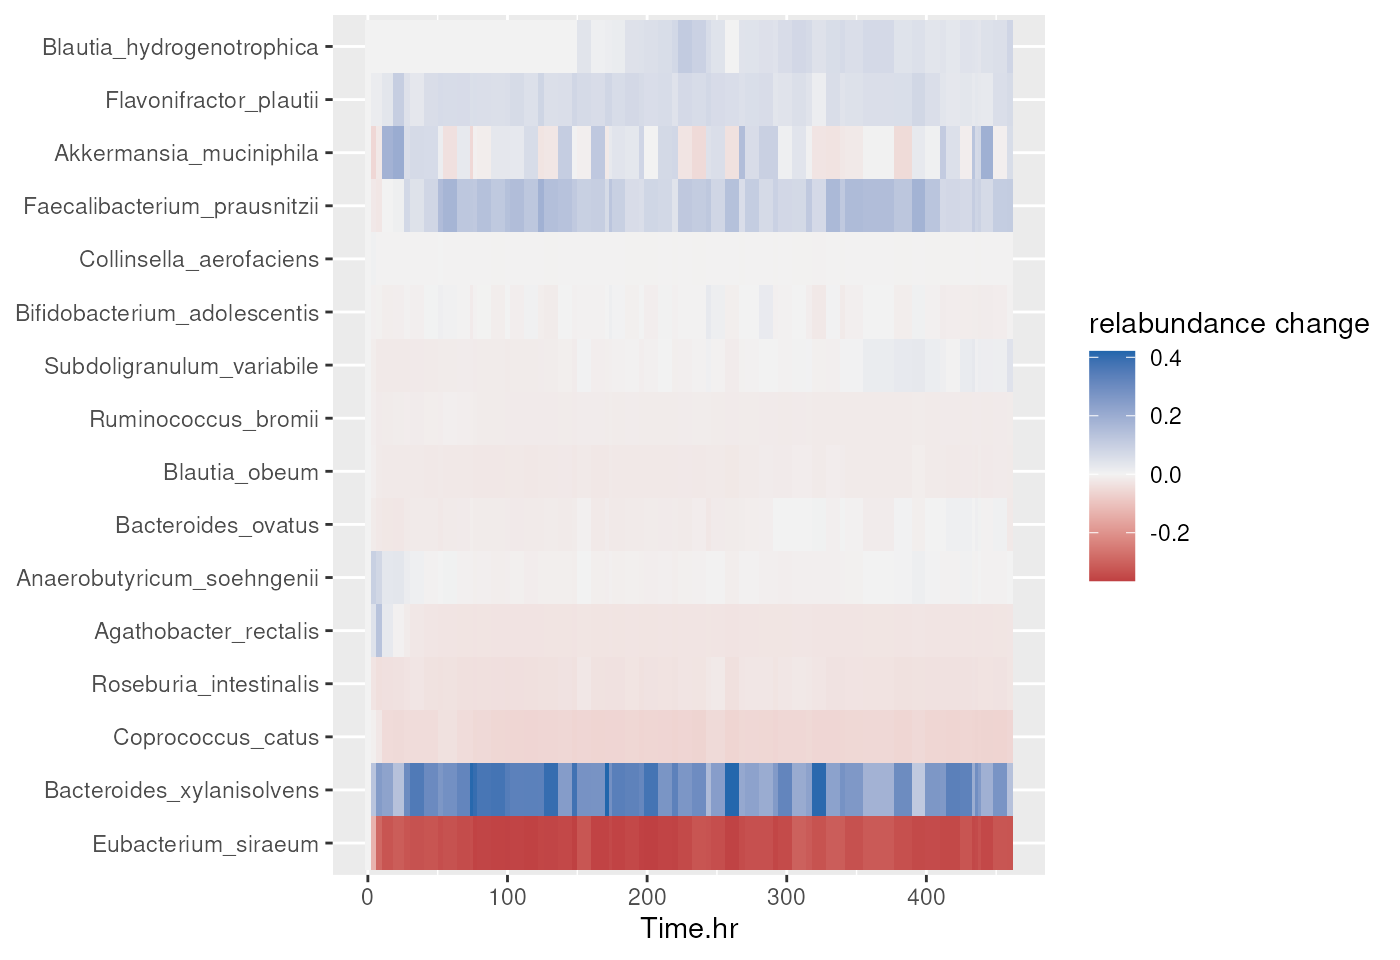 Blautia_hydrogenotrophica
Flavonifractor_plautii
Akkermansia_muciniphila
Faecalibacterium_prausnitzii
Collinsella_aerofaciens
Bifidobacterium_adolescentis
Subdoligranulum_variabile
Ruminococcus_bromii
Blautia_obeum
Bacteroides_ovatus
Anaerobutyricum_soehngenii
Agathobacter_rectalis
Roseburia_intestinalis
Coprococcus_catus
Bacteroides_xylanisolvens
Eubacterium_siraeum
0 100 200 300 400
Time.hr
relabundance change
0.4
0.2
0.0
-0.2